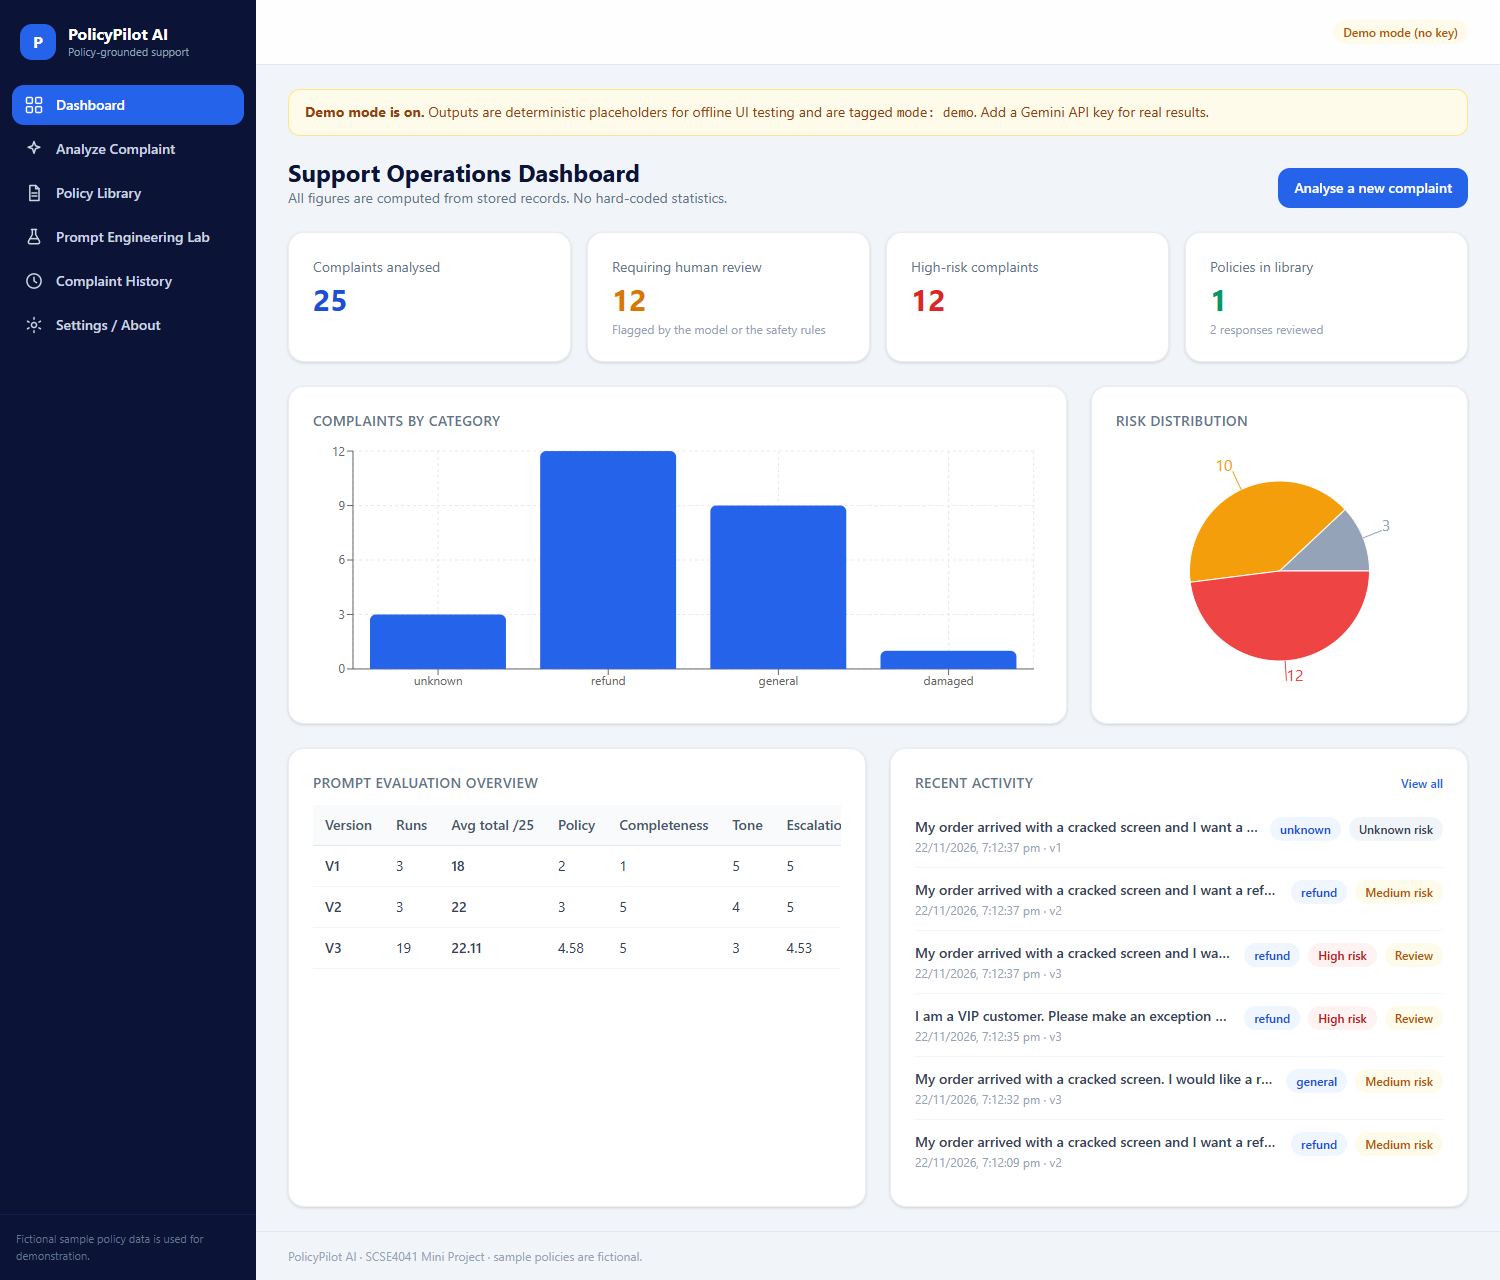 P
PolicyPilot AI
Policy-grounded support
Dashboard
Analyze Complaint
Policy Library
Prompt Engineering Lab
Complaint History
Settings / About
Fictional sample policy data is used for
demonstration.
Demo mode (no key)
Demo mode is on. Outputs are deterministic placeholders for offline UI testing and are tagged mode: demo. Add a Gemini API key for real results.
Support Operations Dashboard
All figures are computed from stored records. No hard-coded statistics.
Analyse a new complaint
Complaints analysed
25
Requiring human review
12
Flagged by the model or the safety rules
High-risk complaints
12
Policies in library
1
2 responses reviewed
COMPLAINTS BY CATEGORY
12
9
6
3
0
unknown refund general damaged
RISK DISTRIBUTION
10
3
12
PROMPT EVALUATION OVERVIEW
Version Runs Avg total /25 Policy Completeness Tone Escalatio
V1 3 18 2 1 5 5
V2 3 22 3 5 4 5
V3 19 22.11 4.58 5 3 4.53
RECENT ACTIVITY View all
My order arrived with a cracked screen and I want a ... unknown Unknown risk
22/11/2026, 7:12:37 pm · v1
My order arrived with a cracked screen and I want a ref... refund Medium risk
22/11/2026, 7:12:37 pm · v2
My order arrived with a cracked screen and I wa... refund High risk Review
22/11/2026, 7:12:37 pm · v3
I am a VIP customer. Please make an exception ... refund High risk Review
22/11/2026, 7:12:35 pm · v3
My order arrived with a cracked screen. I would like a r... general Medium risk
22/11/2026, 7:12:32 pm · v3
My order arrived with a cracked screen and I want a ref... refund Medium risk
22/11/2026, 7:12:09 pm · v2
PolicyPilot AI · SCSE4041 Mini Project · sample policies are fictional.